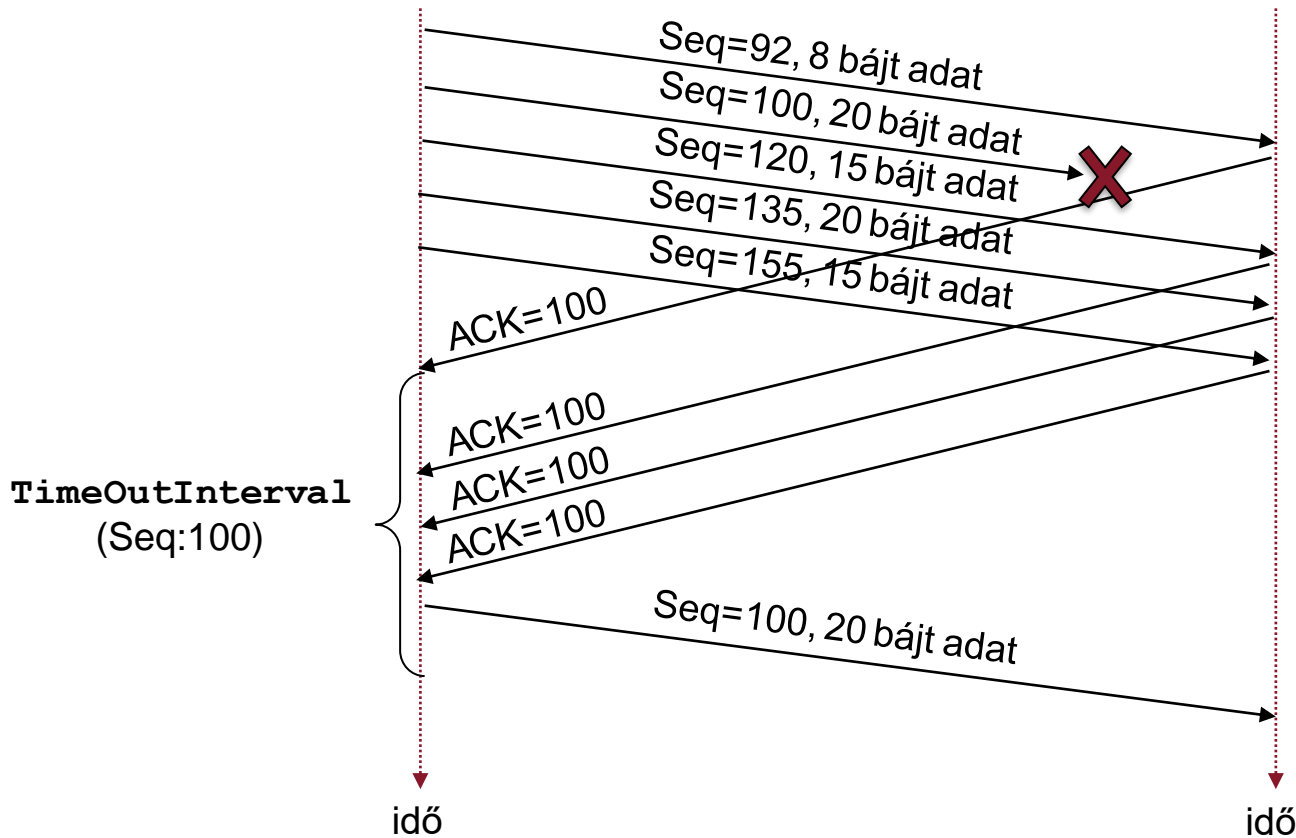 Seq=92, 8 bájt adat
Seq=100, 20 bájt adat
Seq=120, 15 bájt adat
Seq=135, 20 bájt adat
Seq=155, 15 bájt adat
ACK=100
ACK=100
ACK=100
ACK=100
TimeOutInterval
(Seq:100)
Seq=100, 20 bájt adat
idő
idő